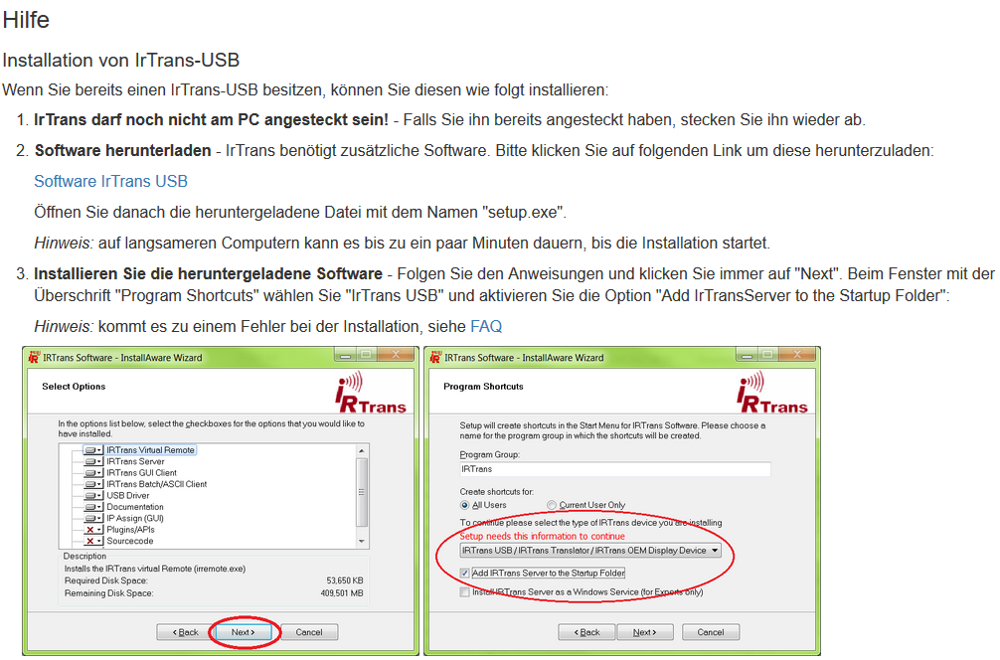 Hilfe
Installation von IrTrans-USB
Wenn Sie bereits einen IrTrans-USB besitzen, können Sie diesen wie folgt installieren:
1. IrTrans darf noch nicht am PC angesteckt sein! - Falls Sie ihn bereits angesteckt haben, stecken Sie ihn wieder ab.
2. Software herunterladen - IrTrans benötigt zusätzliche Software. Bitte klicken Sie auf folgenden Link um diese herunterzuladen:
Software IrTrans USB
Öffnen Sie danach die heruntergeladene Datei mit dem Namen "setup.exe".
Hinweis: auf langsameren Computern kann es bis zu ein paar Minuten dauern, bis die Installation startet.
3. Installieren Sie die heruntergeladene Software - Folgen Sie den Anweisungen und klicken Sie immer auf "Next". Beim Fenster mit der
Überschrift "Program Shortcuts" wählen Sie "IrTrans USB" und aktivieren Sie die Option "Add IrTransServer to the Startup Folder":
Hinweis: kommt es zu einem Fehler bei der Installation, siehe FAQ
IRTrans Software - InstallAware Wizard
Select Options
IRTrans
In the options list below, select the checkboxes for the options that you would like to
have installed.
IRTrans Virtual Remote
IRTrans Server
IRTrans GUI Client
IRTrans Batch/ASCII Client
USB Driver
Documentation
IP Assign (GUI)
Plugins/APIs
Sourcecode
Description
Installs the IRTrans virtual Remote (irremote.exe)
Required Disk Space: 53,650 KB
Remaining Disk Space: 409,501 MB
< Back Next > Cancel
IRTrans Software - InstallAware Wizard
Program Shortcuts
IRTrans
Setup will create shortcuts in the Start Menu for IRTrans Software. Please choose a
name for the program group in which the shortcuts will be created.
Program Group:
IRTrans
Create shortcuts for:
All Users Current User Only
To continue please select the type of IRTrans device you are installing
Setup needs this information to continue
IRTrans USB / IRTrans Translator / IRTrans OEM Display Device
Add IRTrans Server to the Startup Folder
Install IRTrans Server as a Windows Service (for Experts only)
< Back Next > Cancel